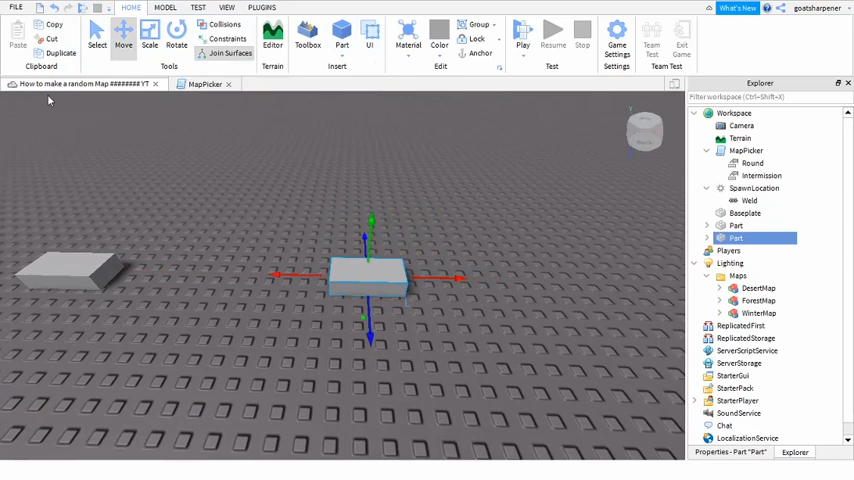 FILE HOME MODEL TEST VIEW PLUGINS What's New goatsharpener
Paste Copy Cut Duplicate Select Move Scale Rotate Collisions Constraints Join Surfaces Editor Toolbox Part UI Material Color Group Lock Anchor Play Resume Stop Game Settings Team Test Exit Game
Clipboard Tools Terrain Insert Edit Test Settings Team Test
How to make a random Map ######## YT MapPicker
Explorer
Filter workspace (Ctrl+Shift+X)
Workspace
Camera
Terrain
MapPicker
Round
Intermission
SpawnLocation
Weld
Baseplate
Part
Part
Players
Lighting
Maps
DesertMap
ForestMap
WinterMap
ReplicatedFirst
ReplicatedStorage
ServerScriptService
ServerStorage
StarterGui
StarterPack
StarterPlayer
SoundService
Chat
LocalizationService
Properties - Part "Part" Explorer